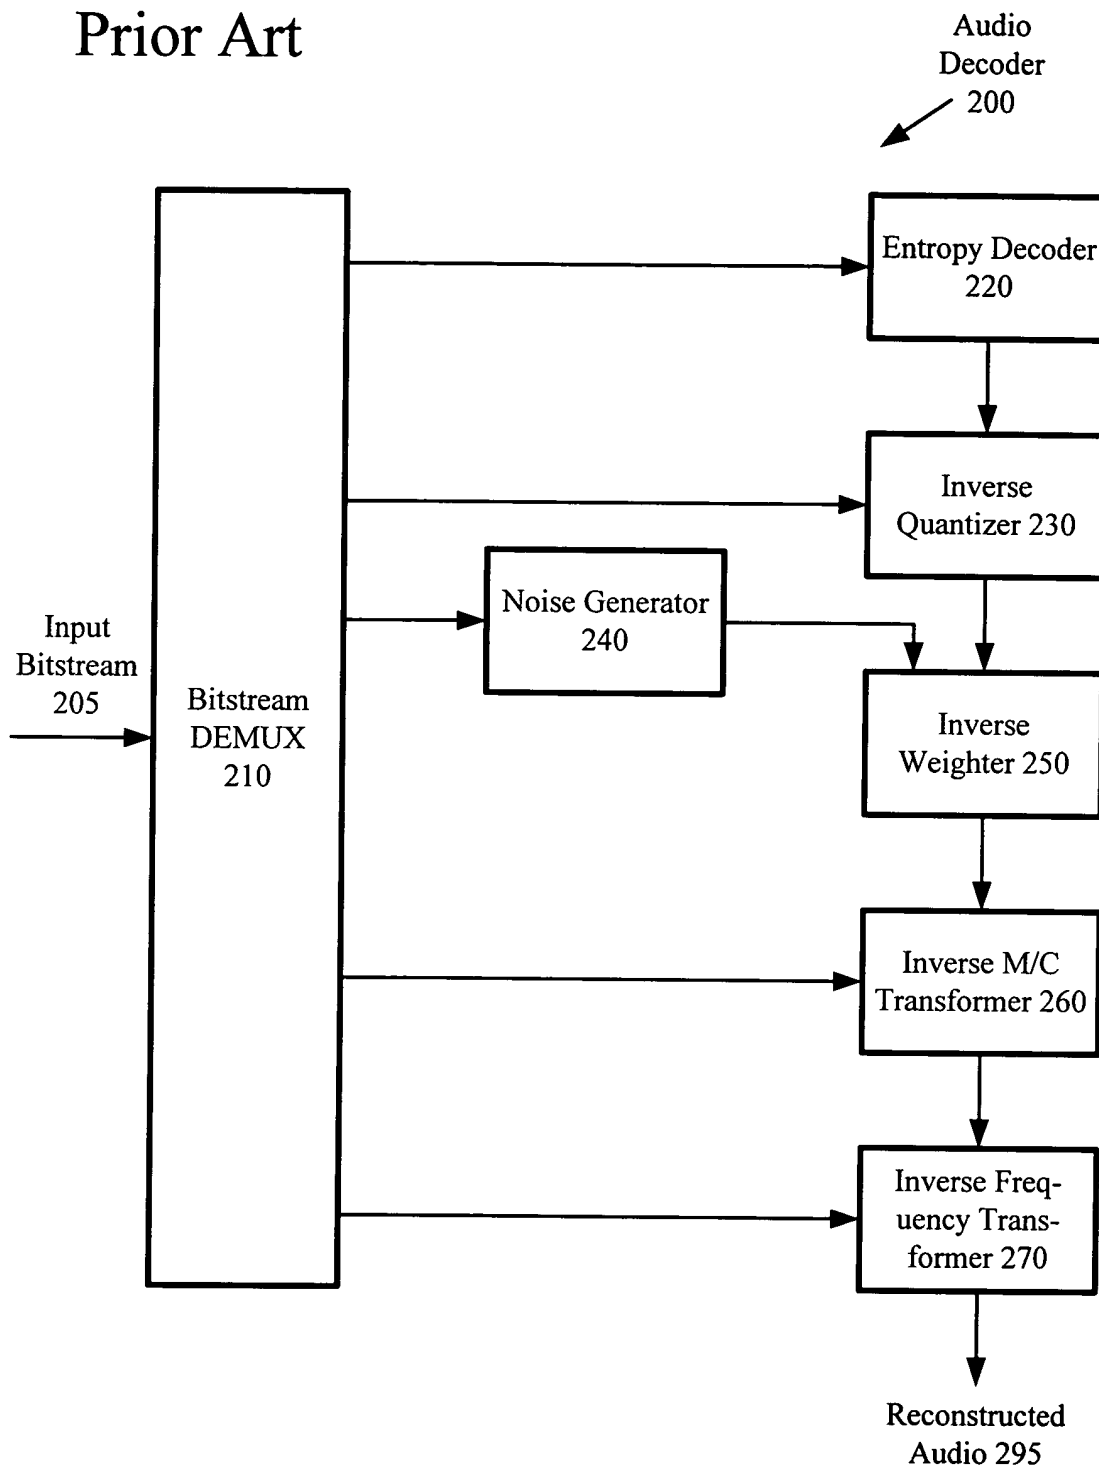 Prior Art
Audio
Decoder
200
Entropy Decoder
220
Inverse
Quantizer 230
Noise Generator
240
Input
Bitstream
205
Bitstream
DEMUX
210
Inverse
Weighter 250
Inverse M/C
Transformer 260
Inverse Freq-
uency Trans-
former 270
Reconstructed
Audio 295